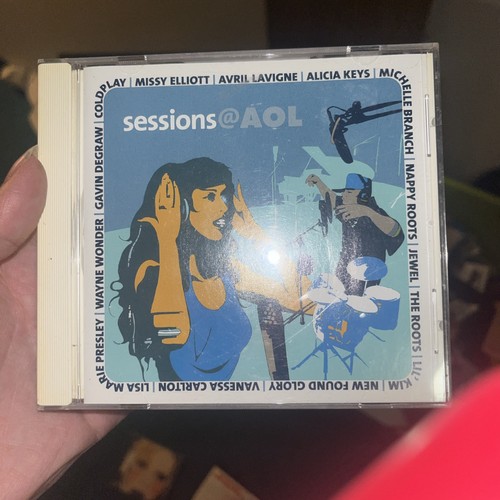 COLDPLAY | MISSY ELLIOTT | AVRIL LAVIGNE | ALICIA KEYS |
MICHELLE BRANCH | NAPPY ROOTS | JEWEL | THE ROOTS | LIL' KIM |
NEW FOUND GLORY | VANESSA CARLTON | LISA MARIE PRESLEY |
WAYNE WONDER | GAVIN DEGRAW |
sessions@AOL